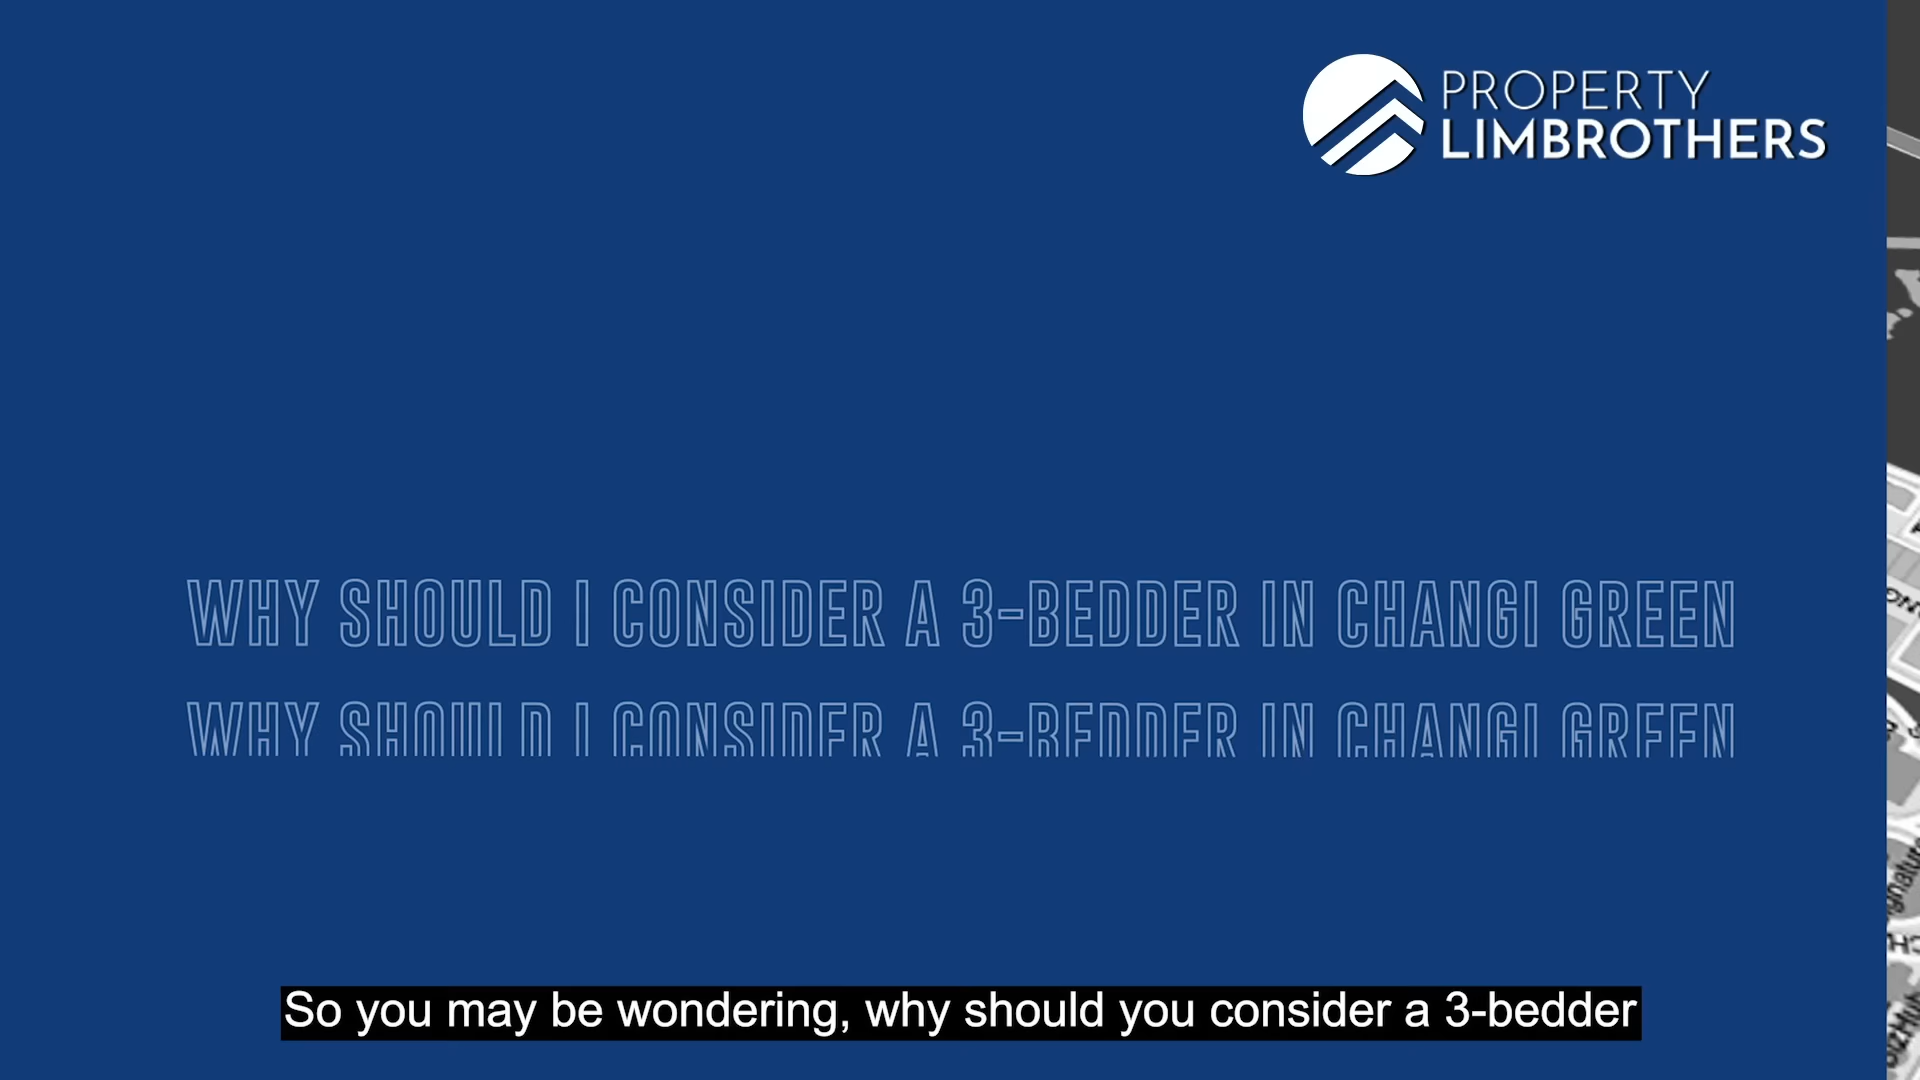 PROPERTY
LIMBROTHERS
WHY SHOULD I CONSIDER A 3-BEDDER IN CHANGI GREEN
WHY SHOULD I CONSIDER A 3-BEDDER IN CHANGI GREEN
So you may be wondering, why should you consider a 3-bedder